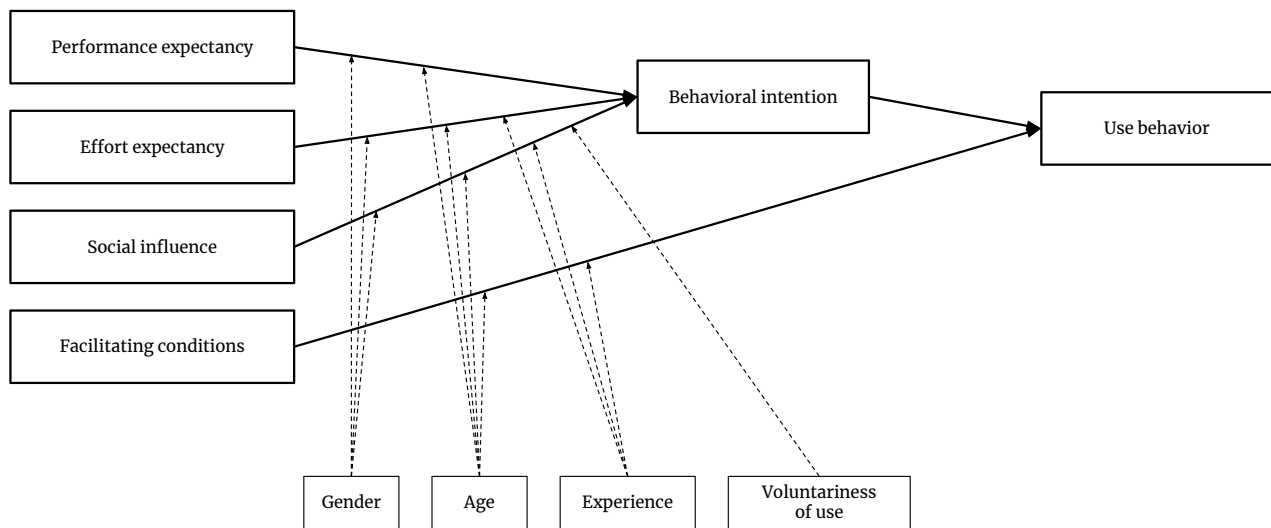 Performance expectancy
Effort expectancy
Social influence
Facilitating conditions
Behavioral intention
Use behavior
Gender
Age
Experience
Voluntariness
of use